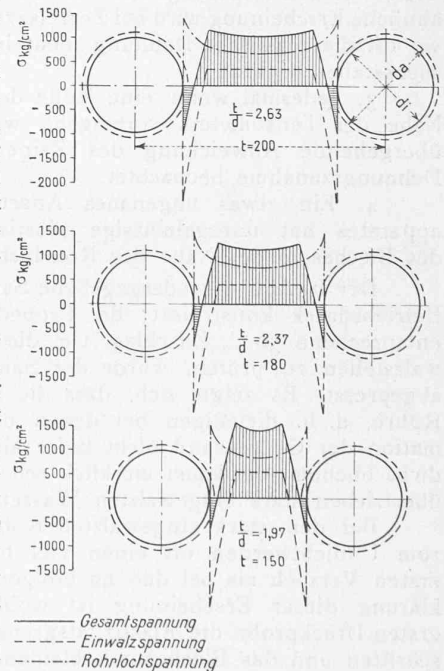 σ kg/cm²
1500
1000
500
0
-500
-1000
-1500
-2000
da
di
t/d = 2,63
t=200
σ kg/cm²
1500
1000
500
0
-500
-1000
-1500
t/d = 2,37
t = 180
σ kg/cm²
1500
1000
500
0
-500
-1000
-1500
t/d = 1,97
t = 150
Gesamtspannung
Einwalzspannung
Rohrlochspannung